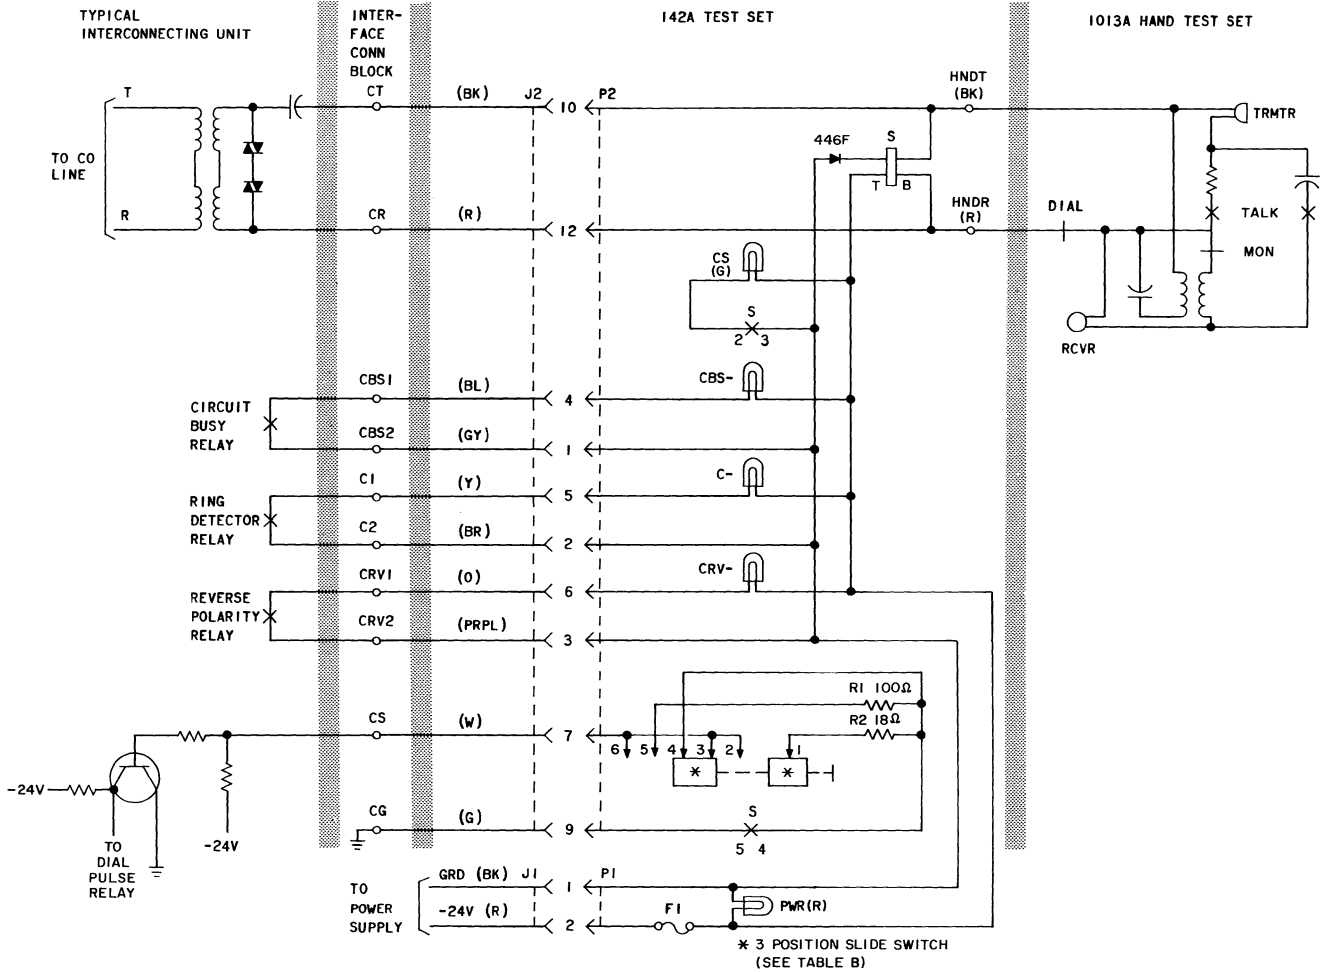 TYPICAL
INTERCONNECTING UNIT
INTER-
FACE
CONN
BLOCK
142A TEST SET
1013A HAND TEST SET
T
CT
(BK)
J2
10
P2
HNDT
(BK)
TRMTR
446F
S
T B
TO CO
LINE
R
CR
(R)
12
HNDR
(R)
DIAL
TALK
MON
RCVR
CS
(G)
S
2 3
CIRCUIT
BUSY
RELAY
CBS1
(BL)
4
CBS-
CBS2
(GY)
1
RING
DETECTOR
RELAY
C1
(Y)
5
C-
C2
(BR)
2
REVERSE
POLARITY
RELAY
CRV1
(O)
6
CRV-
CRV2
(PRPL)
3
R1 100Ω
R2 18Ω
CS
(W)
7
6 5 4 3 2 1
* *
-24V
-24V
TO
DIAL
PULSE
RELAY
CG
(G)
9
S
5 4
TO
POWER
SUPPLY
GRD (BK)
J1
1
P1
-24V (R)
2
F1
PWR(R)
* 3 POSITION SLIDE SWITCH
(SEE TABLE B)